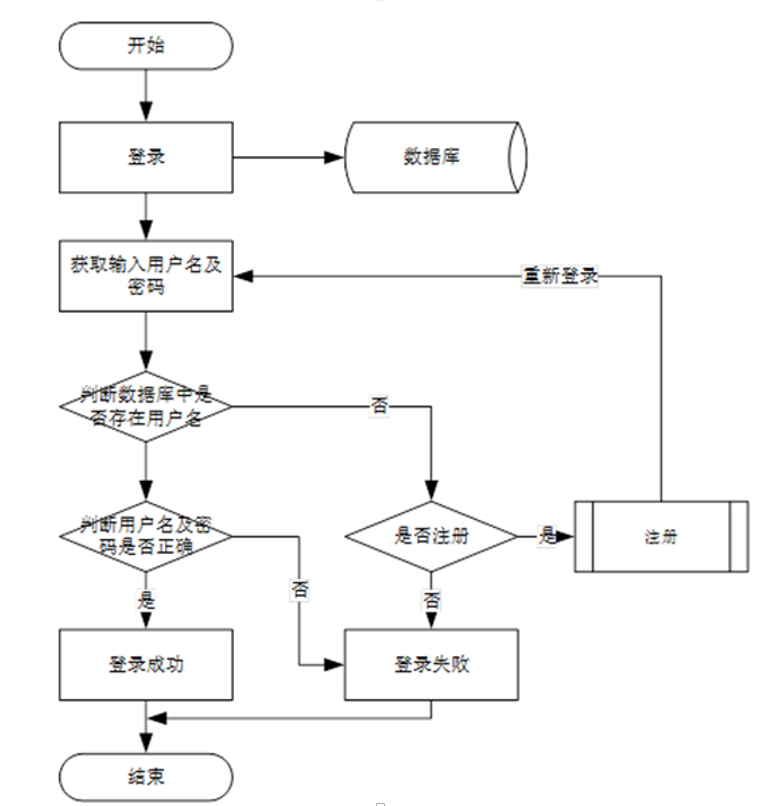 开始
登录
数据库
获取输入用户名及
密码
重新登录
判断数据库中是
否存在用户名
否
判断用户名及密
码是否正确
是否注册
是
注册
是
否
否
登录成功
登录失败
结束